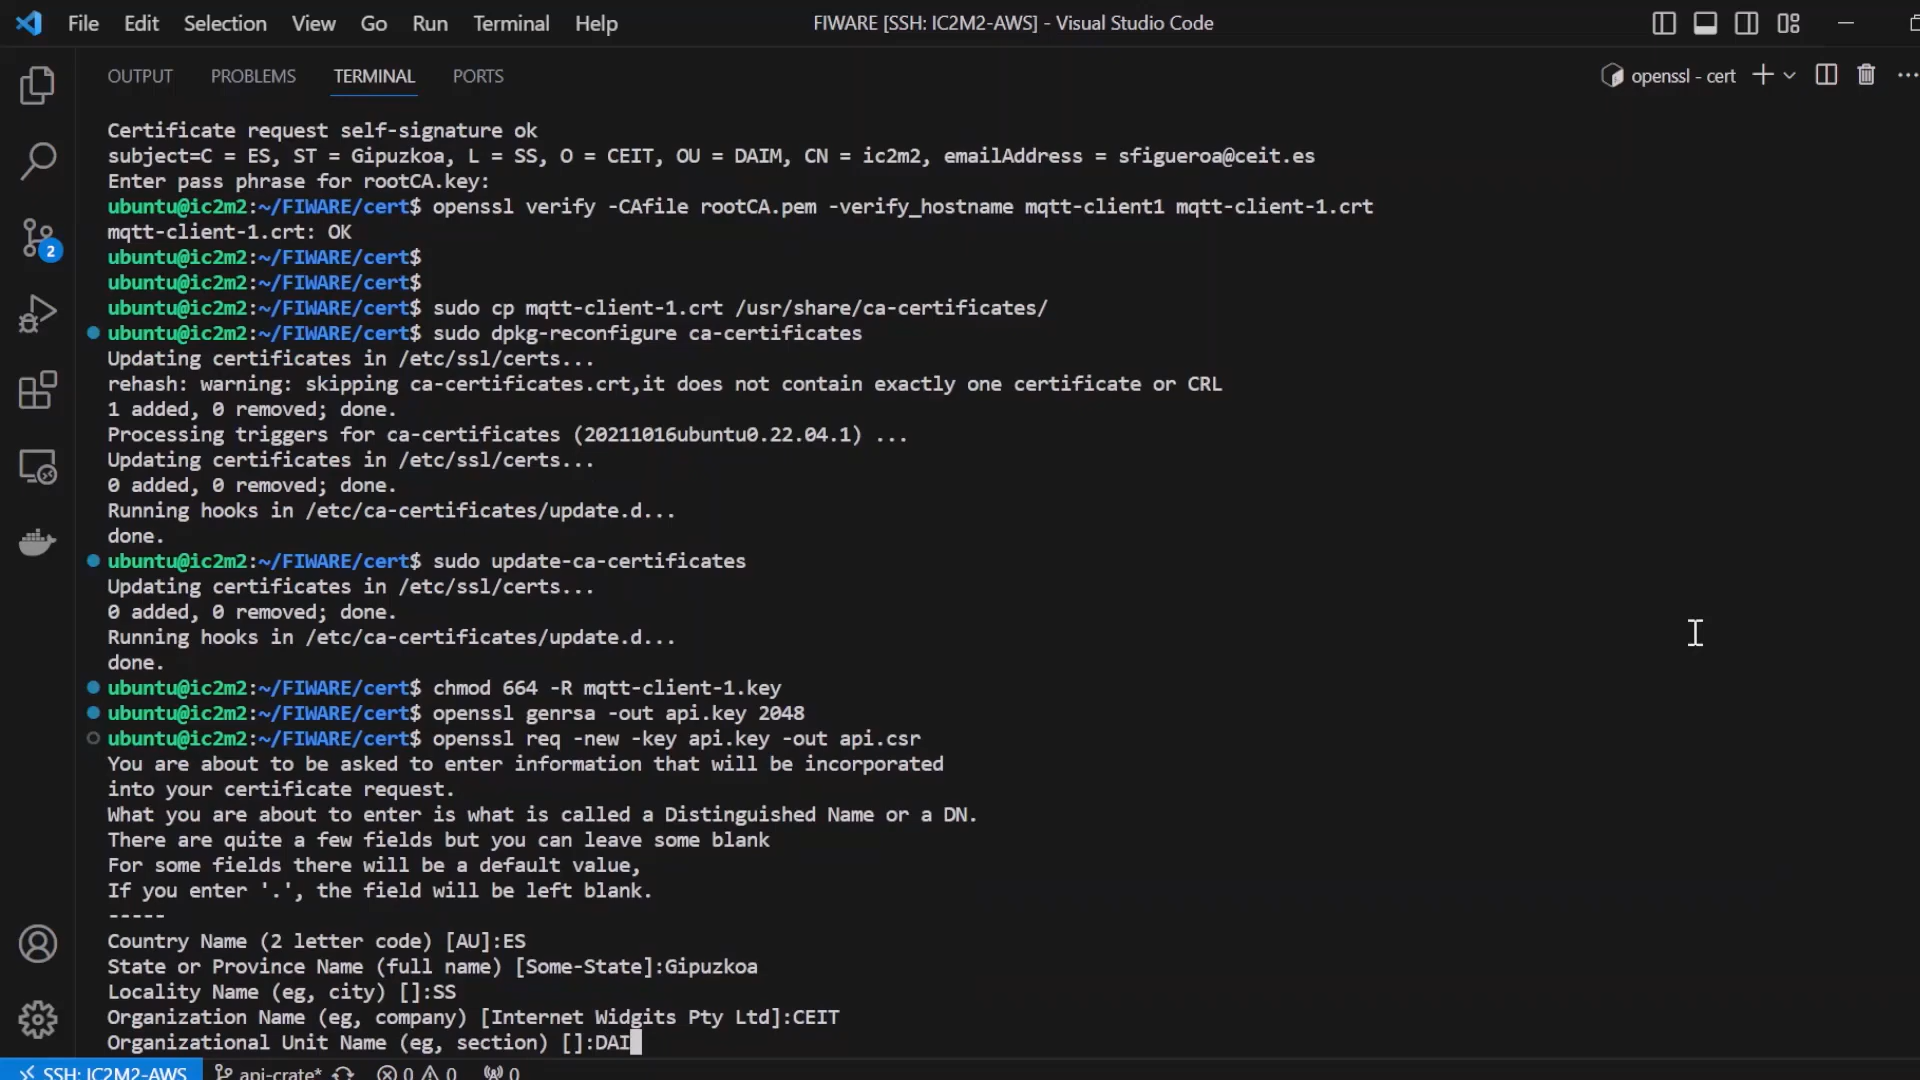 File Edit Selection View Go Run Terminal Help FIWARE [SSH: IC2M2-AWS] - Visual Studio Code
OUTPUT PROBLEMS TERMINAL PORTS openssl - cert
Certificate request self-signature ok
subject=C = ES, ST = Gipuzkoa, L = SS, O = CEIT, OU = DAIM, CN = ic2m2, emailAddress = sfigueroa@ceit.es
Enter pass phrase for rootCA.key:
ubuntu@ic2m2:~/FIWARE/cert$ openssl verify -CAfile rootCA.pem -verify_hostname mqtt-client1 mqtt-client-1.crt
mqtt-client-1.crt: OK
ubuntu@ic2m2:~/FIWARE/cert$
ubuntu@ic2m2:~/FIWARE/cert$
ubuntu@ic2m2:~/FIWARE/cert$ sudo cp mqtt-client-1.crt /usr/share/ca-certificates/
ubuntu@ic2m2:~/FIWARE/cert$ sudo dpkg-reconfigure ca-certificates
Updating certificates in /etc/ssl/certs...
rehash: warning: skipping ca-certificates.crt,it does not contain exactly one certificate or CRL
1 added, 0 removed; done.
Processing triggers for ca-certificates (20211016ubuntu0.22.04.1) ...
Updating certificates in /etc/ssl/certs...
0 added, 0 removed; done.
Running hooks in /etc/ca-certificates/update.d...
done.
ubuntu@ic2m2:~/FIWARE/cert$ sudo update-ca-certificates
Updating certificates in /etc/ssl/certs...
0 added, 0 removed; done.
Running hooks in /etc/ca-certificates/update.d...
done.
ubuntu@ic2m2:~/FIWARE/cert$ chmod 664 -R mqtt-client-1.key
ubuntu@ic2m2:~/FIWARE/cert$ openssl genrsa -out api.key 2048
ubuntu@ic2m2:~/FIWARE/cert$ openssl req -new -key api.key -out api.csr
You are about to be asked to enter information that will be incorporated
into your certificate request.
What you are about to enter is what is called a Distinguished Name or a DN.
There are quite a few fields but you can leave some blank
For some fields there will be a default value,
If you enter '.', the field will be left blank.
-----
Country Name (2 letter code) [AU]:ES
State or Province Name (full name) [Some-State]:Gipuzkoa
Locality Name (eg, city) []:SS
Organization Name (eg, company) [Internet Widgits Pty Ltd]:CEIT
Organizational Unit Name (eg, section) []:DAI
2
SSH: IC2M2-AWS api-crate* 0 0 0